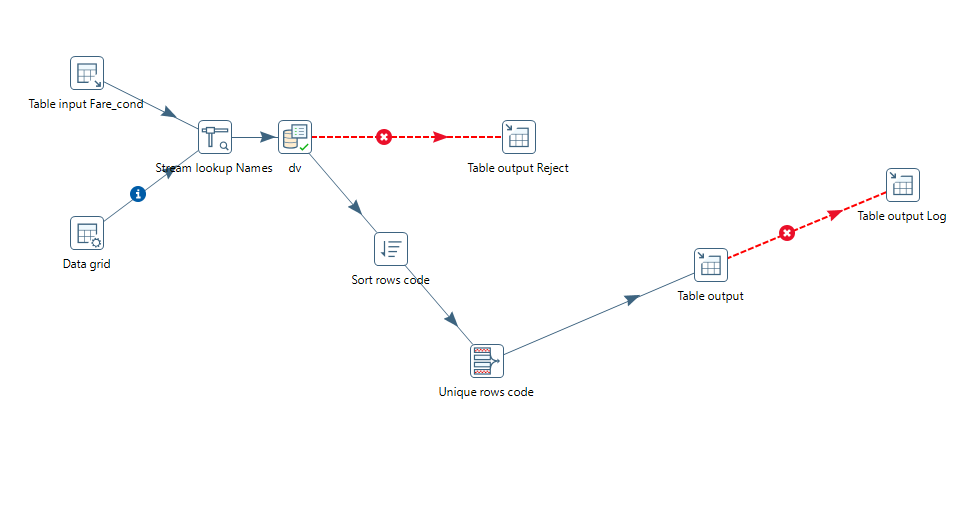 Table input Fare_cond
Stream lookup Names
dv
Table output Reject
Table output Log
Data grid
Sort rows code
Table output
Unique rows code